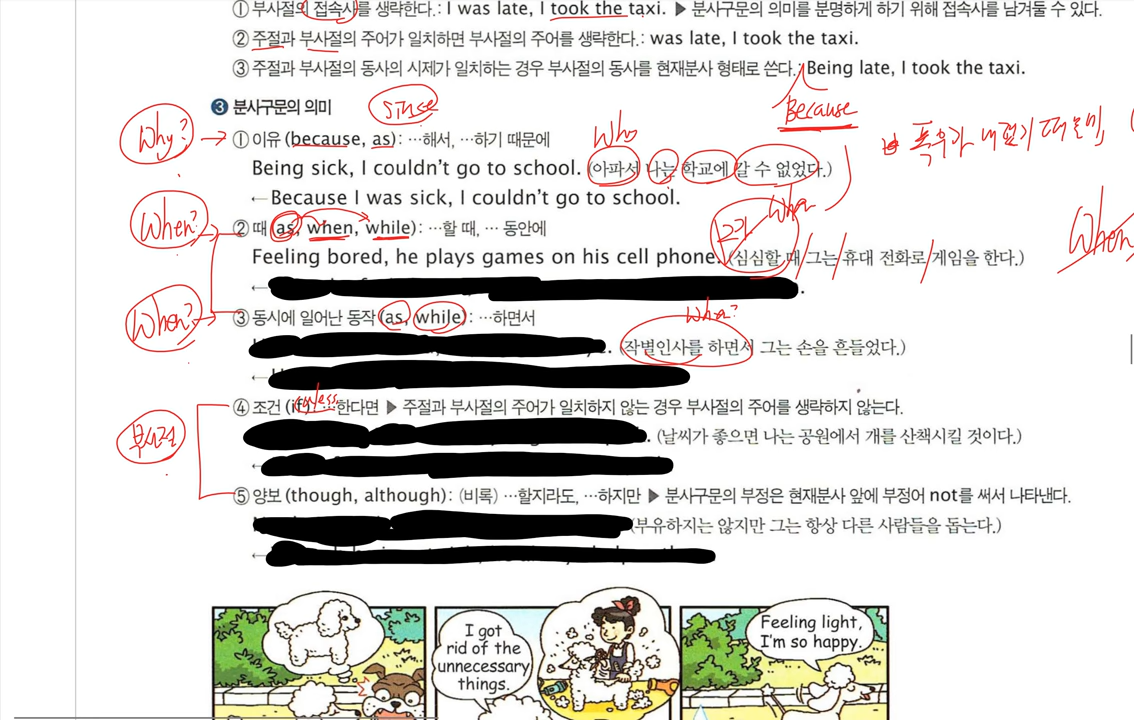 ① 부사절의 접속사를 생략한다.: I was late, I took the taxi. ▶ 분사구문의 의미를 분명하게 하기 위해 접속사를 남겨둘 수 있다.
② 주절과 부사절의 주어가 일치하면 부사절의 주어를 생략한다.: was late, I took the taxi.
③ 주절과 부사절의 동사의 시제가 일치하는 경우 부사절의 동사를 현재분사 형태로 쓴다.: Being late, I took the taxi.
Because
❸ 분사구문의 의미
since
Why?
① 이유 (because, as): …해서, …하기 때문에
Who
폭우가 내렸기 때문에,
Being sick, I couldn't go to school. (아파서 나는 학교에 갈 수 없었다.)
←Because I was sick, I couldn't go to school.
When?
When
When
② 때 (as, when, while): …할 때, … 동안에
Feeling bored, he plays games on his cell phone. (심심할 때 그는 휴대 전화로 게임을 한다.)
←
When?
When?
③ 동시에 일어난 동작 (as, while): …하면서
(작별인사를 하면서 그는 손을 흔들었다.)
←
unless
④ 조건 (if): …한다면 ▶ 주절과 부사절의 주어가 일치하지 않는 경우 부사절의 주어를 생략하지 않는다.
부사절
(날씨가 좋으면 나는 공원에서 개를 산책시킬 것이다.)
←
⑤ 양보 (though, although): (비록) …할지라도, …하지만 ▶ 분사구문의 부정은 현재분사 앞에 부정어 not를 써서 나타낸다.
(부유하지는 않지만 그는 항상 다른 사람들을 돕는다.)
←
I got
rid of the
unnecessary
things.
Feeling light,
I'm so happy.